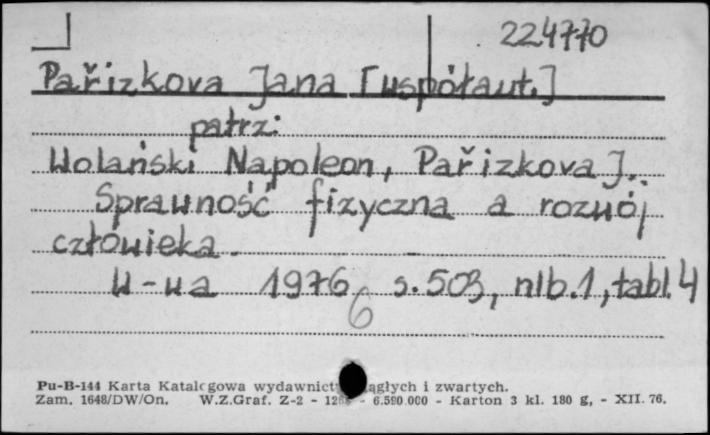 224770
Pařizkova Jana [współaut.]
patrz:
Wolański Napoleon, Pařizkova J.
Sprawność fizyczna a rozwój
człowieka.
W-wa 1976 s.503, nlb.1, tabl.4
6
Pu-B-144 Karta Katalogowa wydawnictw ciągłych i zwartych.
Zam. 1648/DW/On. W.Z.Graf. Z-2 - - 6.590.000 - Karton 3 kl. 180 g, - XII. 76.